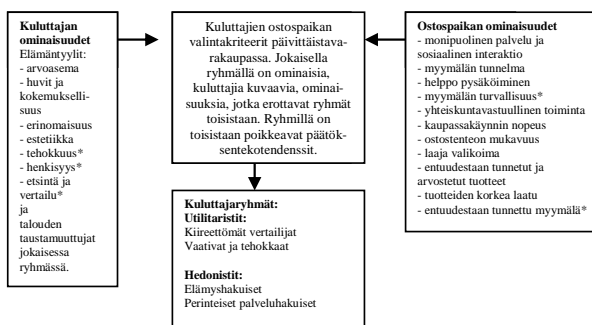 Kuluttajan
ominaisuudet
Elämäntyylit:
- arvoasema
- huvit ja
kokemukselli-
suus
- erinomaisuus
- estetiikka
- tehokkuus*
- henkisyys*
- etsintä ja
vertailu*
ja
talouden
taustamuuttujat
jokaisessa
ryhmässä.
Kuluttajien ostospaikan
valintakriteerit päivittäistava-
rakaupassa. Jokaisella
ryhmällä on ominaisia,
kuluttajia kuvaavia, ominai-
suuksia, jotka erottavat ryhmät
toisistaan. Ryhmillä on
toisistaan poikkeavat päätök-
sentekotendenssit.
Kuluttajaryhmät:
Utilitaristit:
Kiireettömät vertailijat
Vaativat ja tehokkaat
Hedonistit:
Elämyshakuiset
Perinteiset palveluhakuiset
Ostospaikan ominaisuudet
- monipuolinen palvelu ja
sosiaalinen interaktio
- myymälän tunnelma
- helppo pysäköiminen
- myymälän turvallisuus*
- yhteiskuntavastuullinen toiminta
- kaupassakäynnin nopeus
- ostostenteon mukavuus
- laaja valikoima
- entuudestaan tunnetut ja
arvostetut tuotteet
- tuotteiden korkea laatu
- entuudestaan tunnettu myymälä*